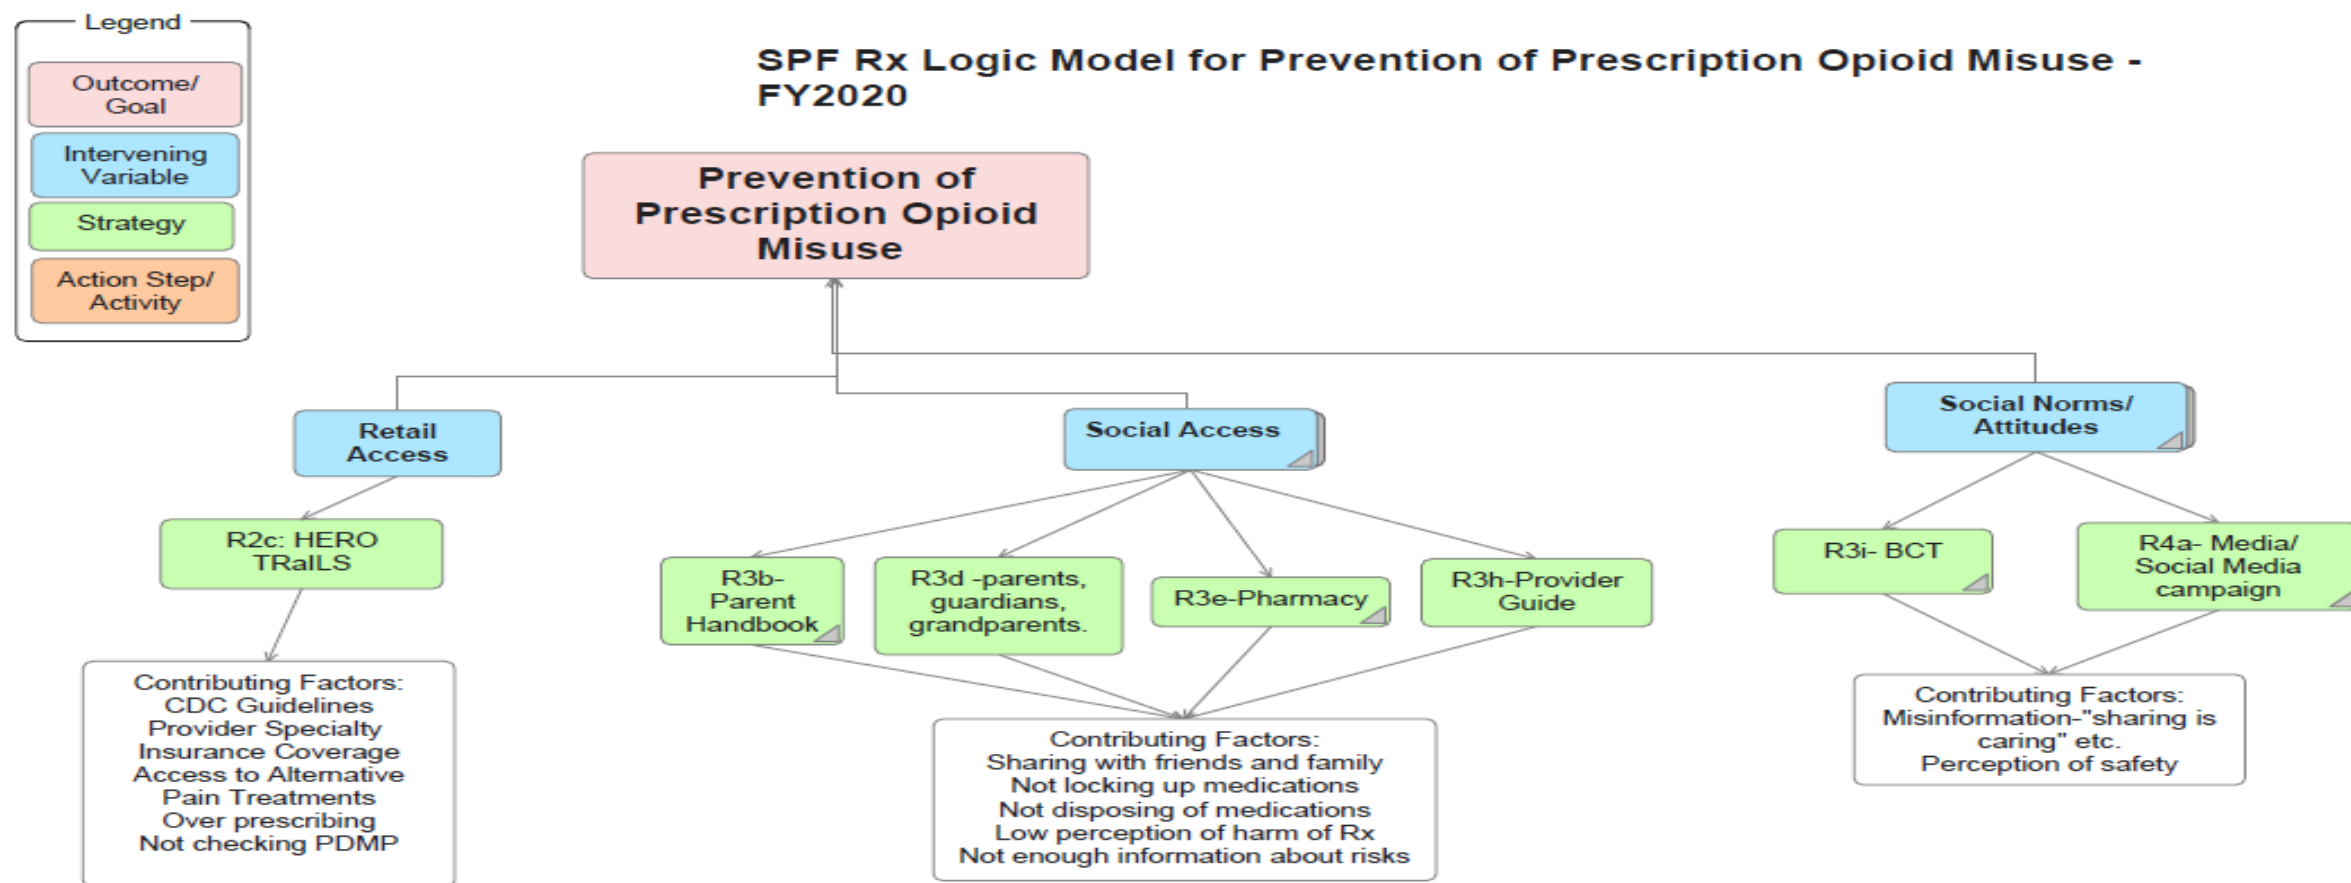 Legend
Outcome/
Goal
Intervening
Variable
Strategy
Action Step/
Activity
SPF Rx Logic Model for Prevention of Prescription Opioid Misuse -
FY2020
Prevention of
Prescription Opioid
Misuse
Retail
Access
Social Access
Social Norms/
Attitudes
R2c: HERO
TRaILS
R3b-
Parent
Handbook
R3d -parents,
guardians,
grandparents.
R3e-Pharmacy
R3h-Provider
Guide
R3i- BCT
R4a- Media/
Social Media
campaign
Contributing Factors:
CDC Guidelines
Provider Specialty
Insurance Coverage
Access to Alternative
Pain Treatments
Over prescribing
Not checking PDMP
Contributing Factors:
Sharing with friends and family
Not locking up medications
Not disposing of medications
Low perception of harm of Rx
Not enough information about risks
Contributing Factors:
Misinformation-"sharing is
caring" etc.
Perception of safety